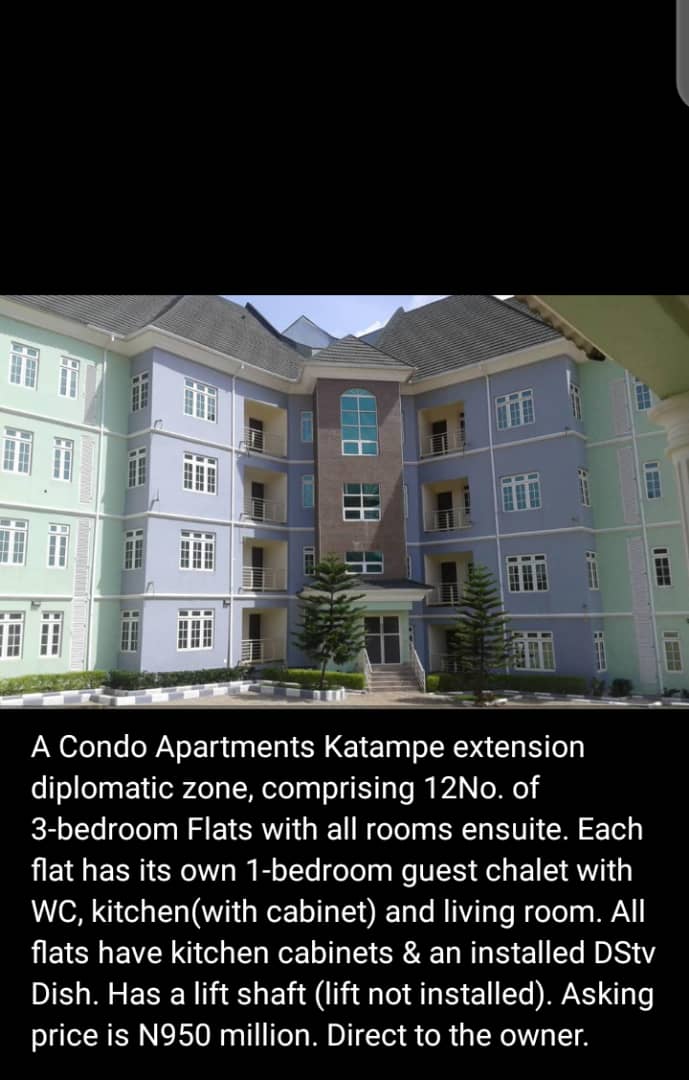 A Condo Apartments Katampe extension
diplomatic zone, comprising 12No. of
3-bedroom Flats with all rooms ensuite. Each
flat has its own 1-bedroom guest chalet with
WC, kitchen(with cabinet) and living room. All
flats have kitchen cabinets & an installed DStv
Dish. Has a lift shaft (lift not installed). Asking
price is N950 million. Direct to the owner.